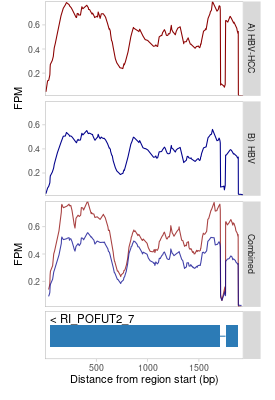 0.6
0.4
0.2
A) HBV-HCC
FPM
0.6
0.4
0.2
B) HBV
0.6
0.4
0.2
FPM
Combined
< RI_POFUT2_7
500
1000
1500
Distance from region start (bp)